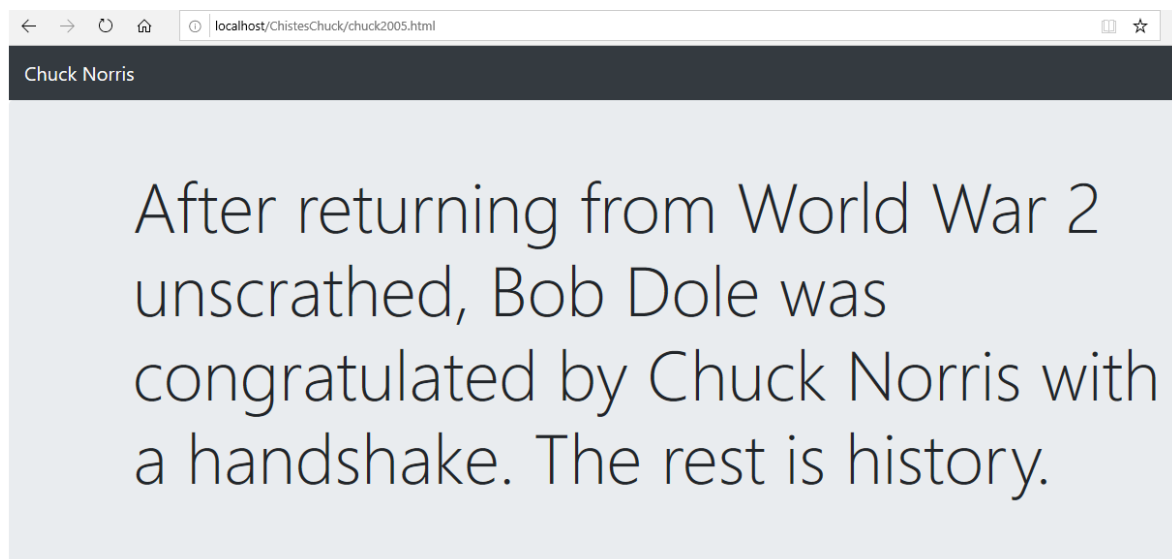 localhost/ChistesChuck/chuck2005.html
Chuck Norris
After returning from World War 2
unscrathed, Bob Dole was
congratulated by Chuck Norris with
a handshake. The rest is history.